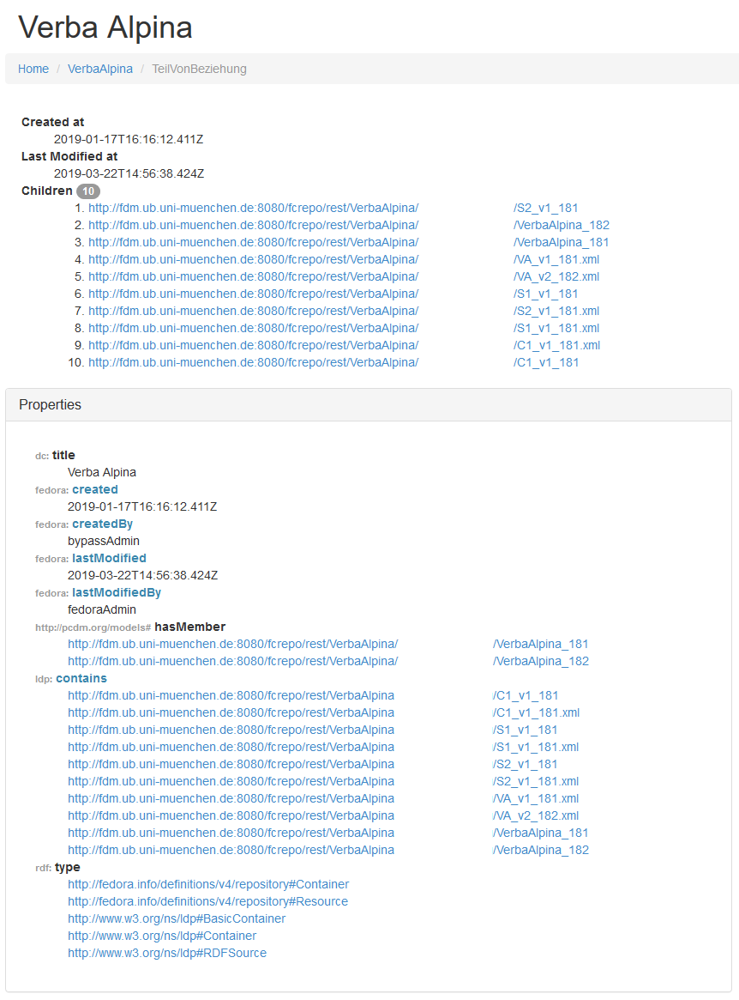 Verba Alpina
Home / VerbaAlpina / TeilVonBeziehung
Created at
2019-01-17T16:16:12.411Z
Last Modified at
2019-03-22T14:56:38.424Z
Children 10
1. http://fdm.ub.uni-muenchen.de:8080/fcrepo/rest/VerbaAlpina/ /S2_v1_181
2. http://fdm.ub.uni-muenchen.de:8080/fcrepo/rest/VerbaAlpina/ /VerbaAlpina_182
3. http://fdm.ub.uni-muenchen.de:8080/fcrepo/rest/VerbaAlpina/ /VerbaAlpina_181
4. http://fdm.ub.uni-muenchen.de:8080/fcrepo/rest/VerbaAlpina/ /VA_v1_181.xml
5. http://fdm.ub.uni-muenchen.de:8080/fcrepo/rest/VerbaAlpina/ /VA_v2_182.xml
6. http://fdm.ub.uni-muenchen.de:8080/fcrepo/rest/VerbaAlpina/ /S1_v1_181
7. http://fdm.ub.uni-muenchen.de:8080/fcrepo/rest/VerbaAlpina/ /S2_v1_181.xml
8. http://fdm.ub.uni-muenchen.de:8080/fcrepo/rest/VerbaAlpina/ /S1_v1_181.xml
9. http://fdm.ub.uni-muenchen.de:8080/fcrepo/rest/VerbaAlpina/ /C1_v1_181.xml
10. http://fdm.ub.uni-muenchen.de:8080/fcrepo/rest/VerbaAlpina/ /C1_v1_181
Properties
dc: title
Verba Alpina
fedora: created
2019-01-17T16:16:12.411Z
fedora: createdBy
bypassAdmin
fedora: lastModified
2019-03-22T14:56:38.424Z
fedora: lastModifiedBy
fedoraAdmin
http://pcdm.org/models# hasMember
http://fdm.ub.uni-muenchen.de:8080/fcrepo/rest/VerbaAlpina/ /VerbaAlpina_181
http://fdm.ub.uni-muenchen.de:8080/fcrepo/rest/VerbaAlpina/ /VerbaAlpina_182
ldp: contains
http://fdm.ub.uni-muenchen.de:8080/fcrepo/rest/VerbaAlpina /C1_v1_181
http://fdm.ub.uni-muenchen.de:8080/fcrepo/rest/VerbaAlpina /C1_v1_181.xml
http://fdm.ub.uni-muenchen.de:8080/fcrepo/rest/VerbaAlpina /S1_v1_181
http://fdm.ub.uni-muenchen.de:8080/fcrepo/rest/VerbaAlpina /S1_v1_181.xml
http://fdm.ub.uni-muenchen.de:8080/fcrepo/rest/VerbaAlpina /S2_v1_181
http://fdm.ub.uni-muenchen.de:8080/fcrepo/rest/VerbaAlpina /S2_v1_181.xml
http://fdm.ub.uni-muenchen.de:8080/fcrepo/rest/VerbaAlpina /VA_v1_181.xml
http://fdm.ub.uni-muenchen.de:8080/fcrepo/rest/VerbaAlpina /VA_v2_182.xml
http://fdm.ub.uni-muenchen.de:8080/fcrepo/rest/VerbaAlpina /VerbaAlpina_181
http://fdm.ub.uni-muenchen.de:8080/fcrepo/rest/VerbaAlpina /VerbaAlpina_182
rdf: type
http://fedora.info/definitions/v4/repository#Container
http://fedora.info/definitions/v4/repository#Resource
http://www.w3.org/ns/ldp#BasicContainer
http://www.w3.org/ns/ldp#Container
http://www.w3.org/ns/ldp#RDFSource